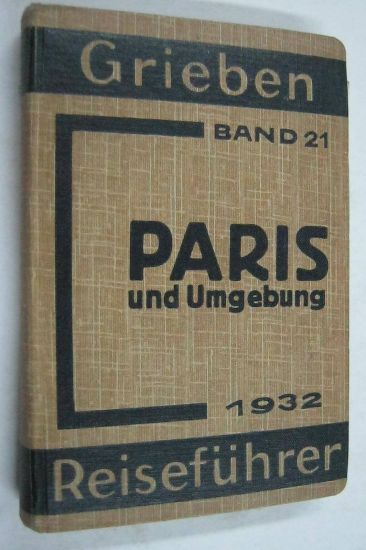 Grieben
BAND 21
PARIS
und Umgebung
1932
Reiseführer